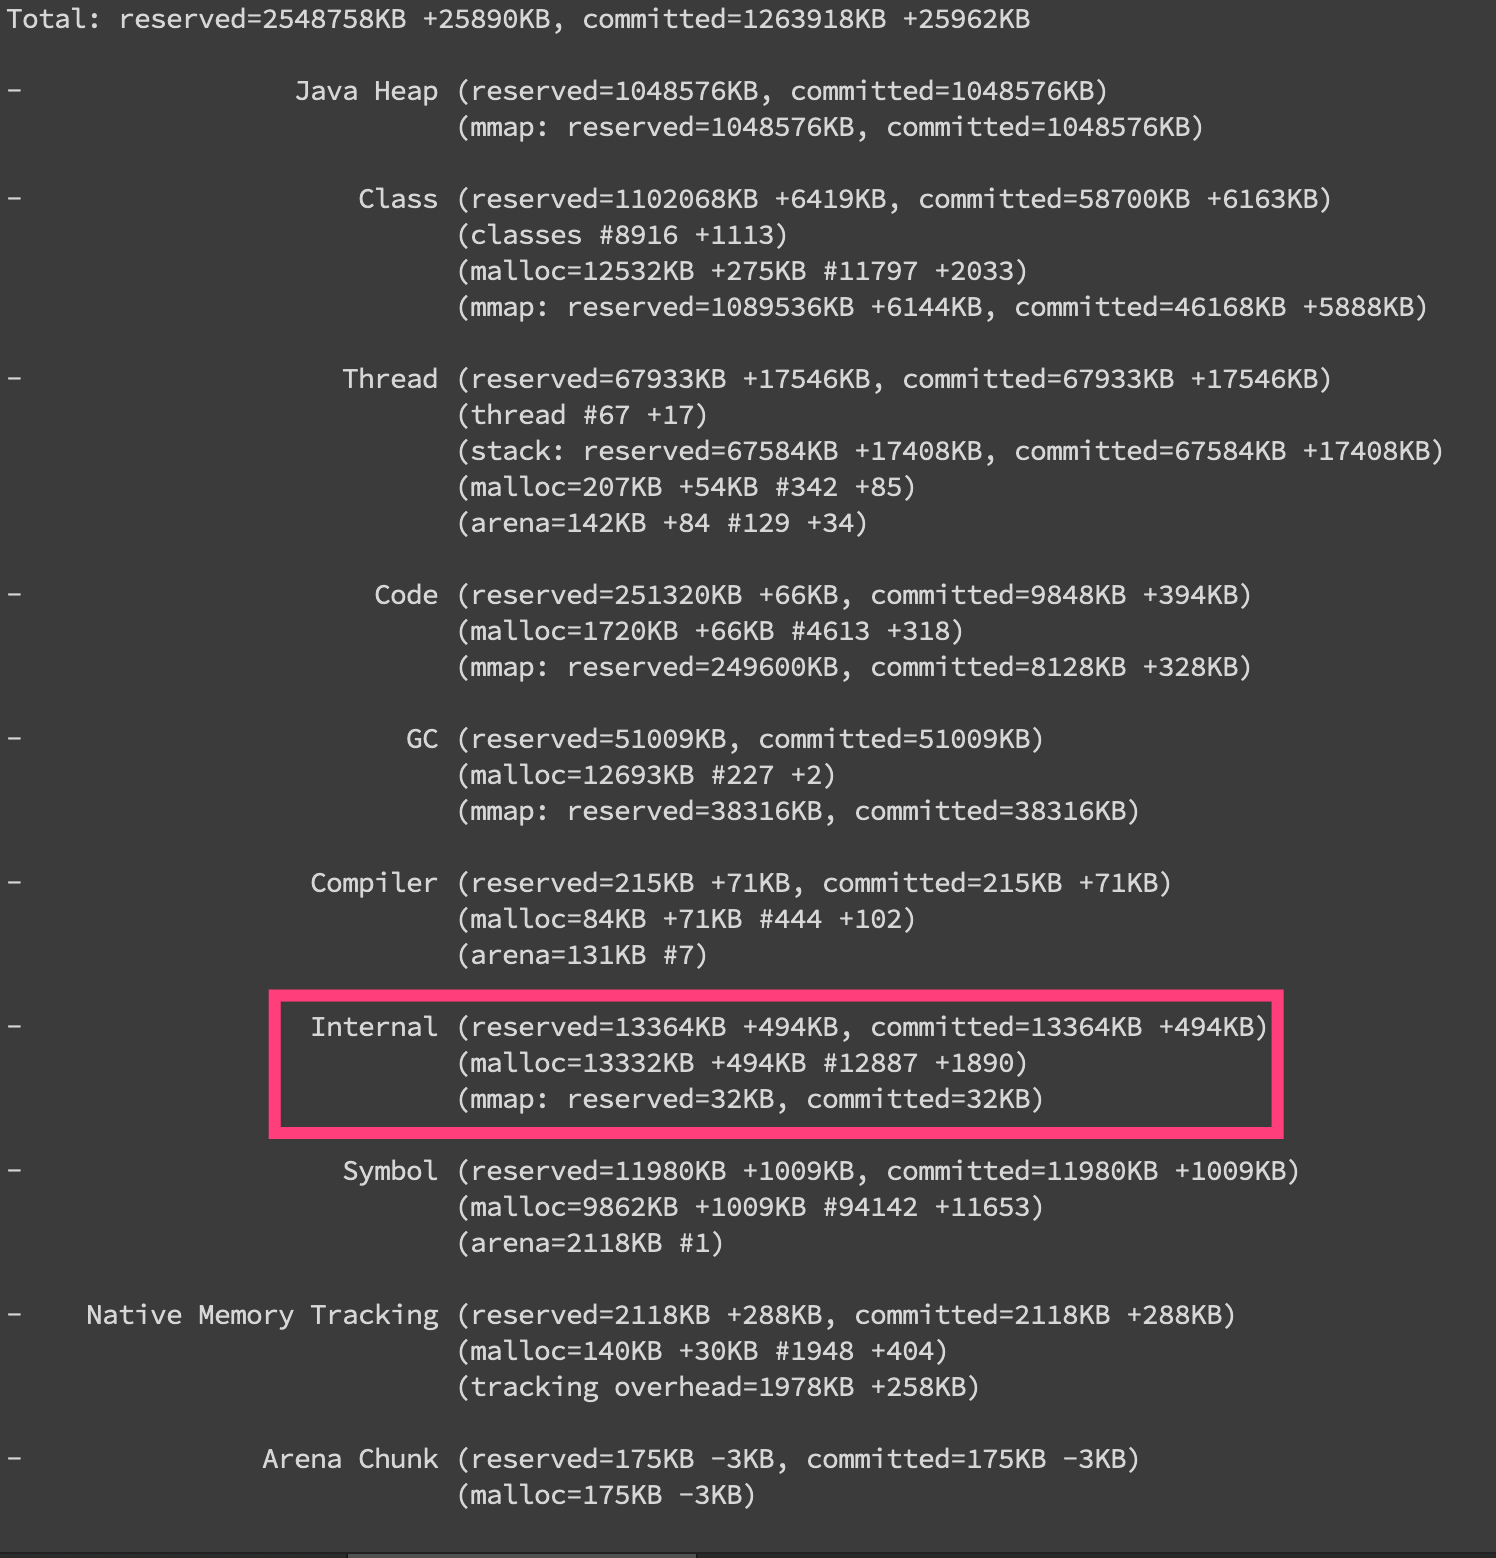 Total: reserved=2548758KB +25890KB, committed=1263918KB +25962KB
- Java Heap (reserved=1048576KB, committed=1048576KB)
(mmap: reserved=1048576KB, committed=1048576KB)
- Class (reserved=1102068KB +6419KB, committed=58700KB +6163KB)
(classes #8916 +1113)
(malloc=12532KB +275KB #11797 +2033)
(mmap: reserved=1089536KB +6144KB, committed=46168KB +5888KB)
- Thread (reserved=67933KB +17546KB, committed=67933KB +17546KB)
(thread #67 +17)
(stack: reserved=67584KB +17408KB, committed=67584KB +17408KB)
(malloc=207KB +54KB #342 +85)
(arena=142KB +84 #129 +34)
- Code (reserved=251320KB +66KB, committed=9848KB +394KB)
(malloc=1720KB +66KB #4613 +318)
(mmap: reserved=249600KB, committed=8128KB +328KB)
- GC (reserved=51009KB, committed=51009KB)
(malloc=12693KB #227 +2)
(mmap: reserved=38316KB, committed=38316KB)
- Compiler (reserved=215KB +71KB, committed=215KB +71KB)
(malloc=84KB +71KB #444 +102)
(arena=131KB #7)
- Internal (reserved=13364KB +494KB, committed=13364KB +494KB)
(malloc=13332KB +494KB #12887 +1890)
(mmap: reserved=32KB, committed=32KB)
- Symbol (reserved=11980KB +1009KB, committed=11980KB +1009KB)
(malloc=9862KB +1009KB #94142 +11653)
(arena=2118KB #1)
- Native Memory Tracking (reserved=2118KB +288KB, committed=2118KB +288KB)
(malloc=140KB +30KB #1948 +404)
(tracking overhead=1978KB +258KB)
- Arena Chunk (reserved=175KB -3KB, committed=175KB -3KB)
(malloc=175KB -3KB)